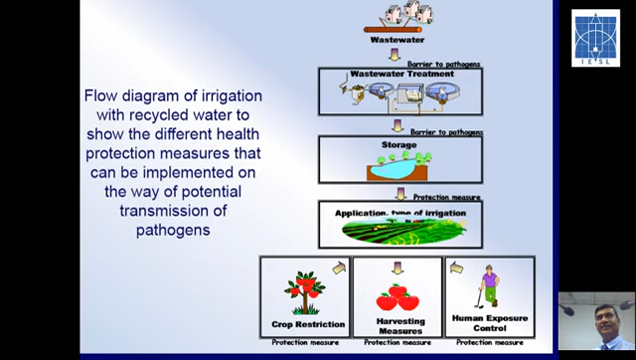 Flow diagram of irrigation
with recycled water to
show the different health
protection measures that
can be implemented on
the way of potential
transmission of
pathogens
Wastewater
Barrier to pathogens
Wastewater Treatment
Barrier to pathogens
Storage
Protection measure
Application, type of irrigation
Crop Restriction
Protection measure
Harvesting
Measures
Protection measure
Human Exposure
Control
Protection measure
IESL